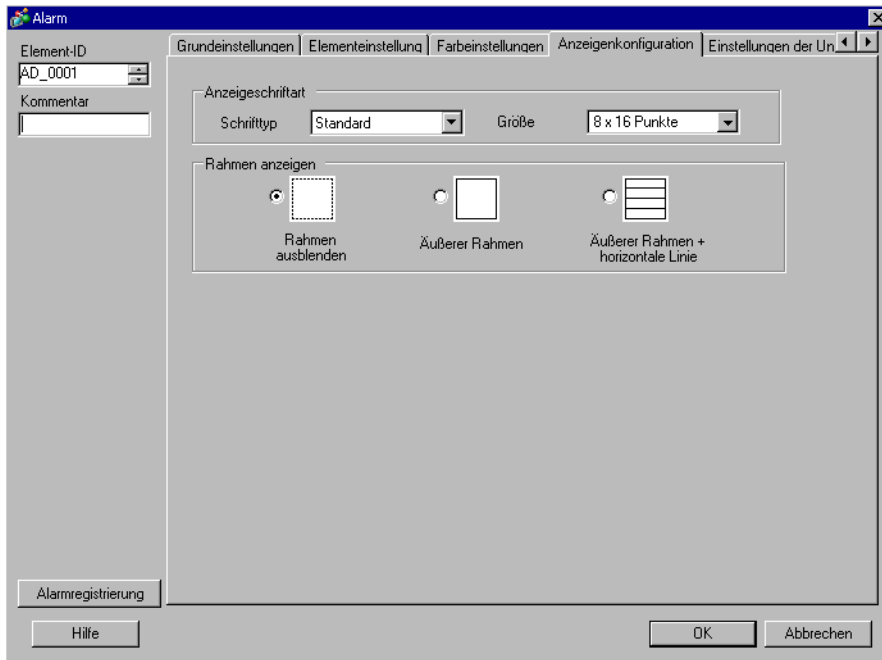 Alarm
Element-ID
AD_0001
Kommentar
Grundeinstellungen
Elementeinstellung
Farbeinstellungen
Anzeigenkonfiguration
Einstellungen der Un
Anzeigeschriftart
Schrifttyp
Standard
Größe
8 x 16 Punkte
Rahmen anzeigen
Rahmen
ausblenden
Äußerer Rahmen
Äußerer Rahmen +
horizontale Linie
Alarmregistrierung
Hilfe
OK
Abbrechen